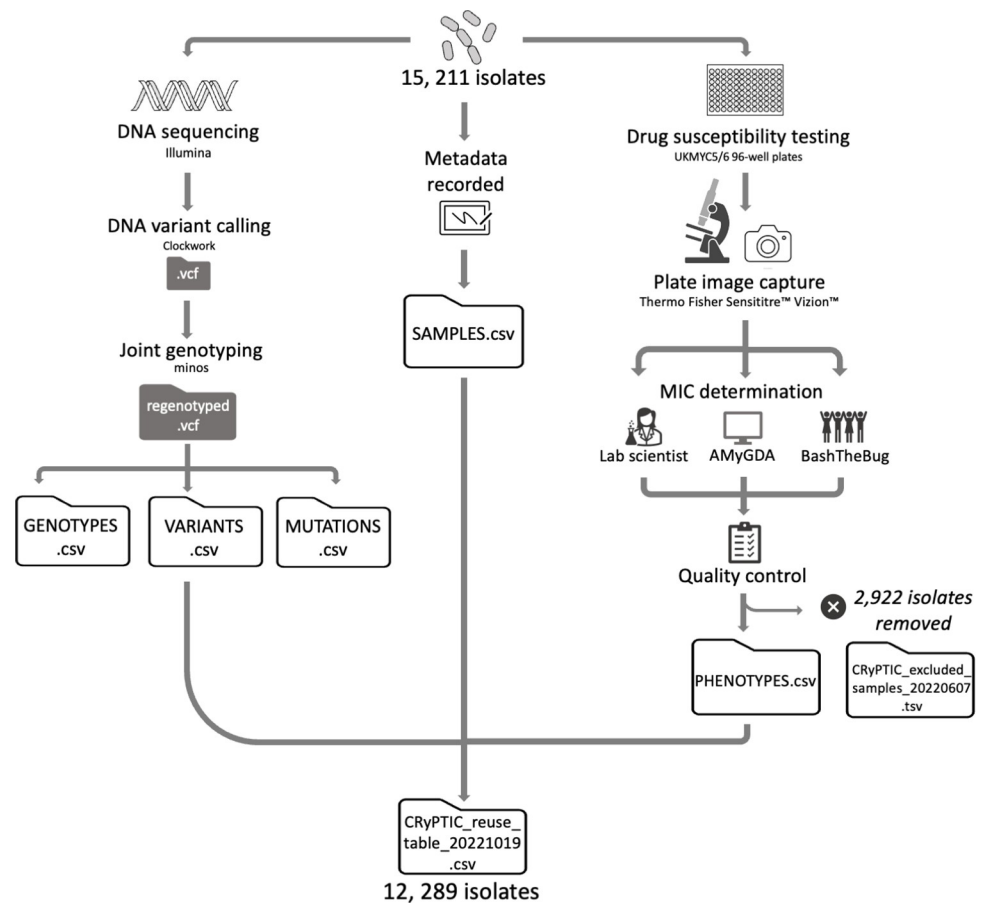 15, 211 isolates
DNA sequencing
Illumina
DNA variant calling
Clockwork
.vcf
Joint genotyping
minos
regenotyped
.vcf
GENOTYPES
.csv
VARIANTS
.csv
MUTATIONS
.csv
Metadata
recorded
SAMPLES.csv
Drug susceptibility testing
UKMYC5/6 96-well plates
Plate image capture
Thermo Fisher Sensititre™ Vizion™
MIC determination
Lab scientist
AMyGDA
BashTheBug
Quality control
2,922 isolates
removed
PHENOTYPES.csv
CRyPTIC_excluded_
samples_20220607
.tsv
CRyPTIC_reuse_
table_20221019
.csv
12, 289 isolates